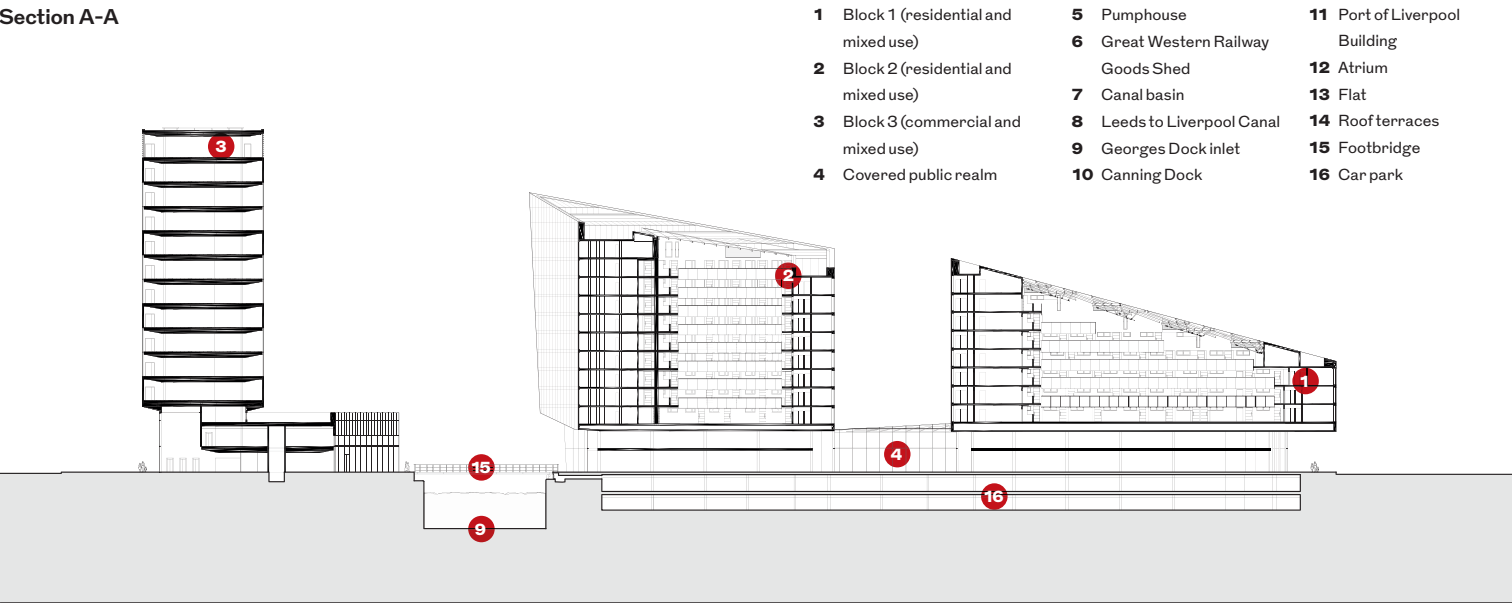 Section A-A
1 Block 1 (residential and
mixed use)
2 Block 2 (residential and
mixed use)
3 Block 3 (commercial and
mixed use)
4 Covered public realm
5 Pumphouse
6 Great Western Railway
Goods Shed
7 Canal basin
8 Leeds to Liverpool Canal
9 Georges Dock inlet
10 Canning Dock
11 Port of Liverpool
Building
12 Atrium
13 Flat
14 Roof terraces
15 Footbridge
16 Car park
3
2
1
4
15
16
9